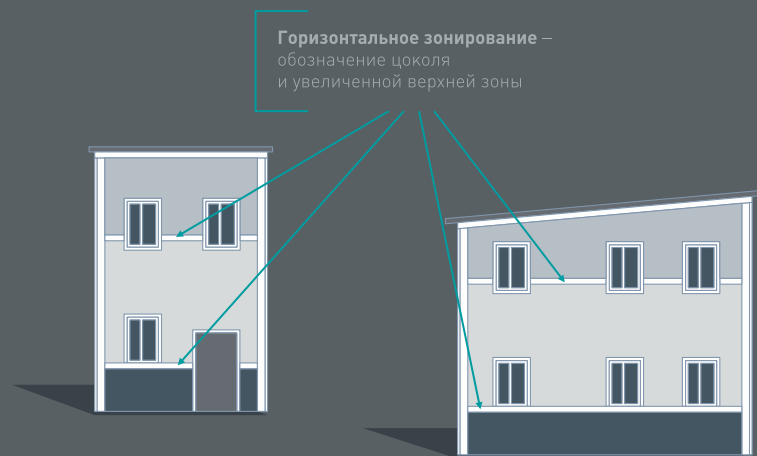 Горизонтальное зонирование –
обозначение цоколя
и увеличенной верхней зоны